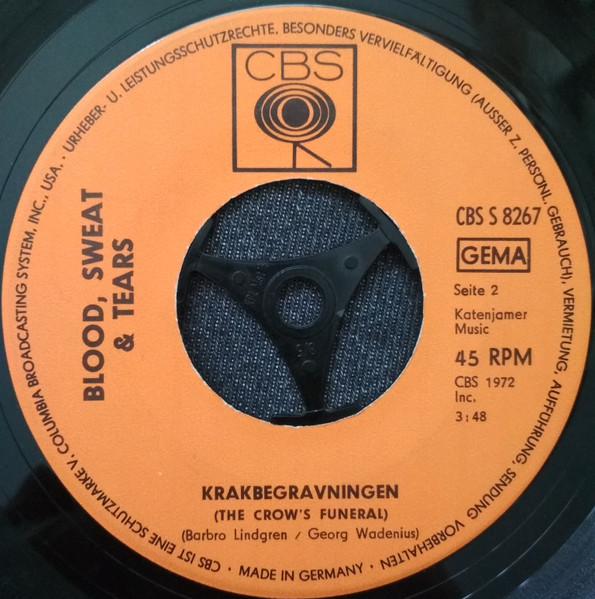 CBS
BLOOD, SWEAT
& TEARS
CBS S 8267
GEMA
Seite 2
Katenjamer
Music
45 RPM
CBS 1972
Inc.
3:48
KRAKBEGRAVNINGEN
(THE CROW'S FUNERAL)
(Barbro Lindgren / Georg Wadenius)
CBS IST EINE SCHUTZMARKE V. COLUMBIA BROADCASTING SYSTEM, INC., USA. · URHEBER- U. LEISTUNGSSCHUTZRECHTE, BESONDERS VERVIELFÄLTIGUNG (AUSSER Z. PERSÖNL. GEBRAUCH), VERMIETUNG, AUFFÜHRUNG, SENDUNG VORBEHALTEN · MADE IN GERMANY ·